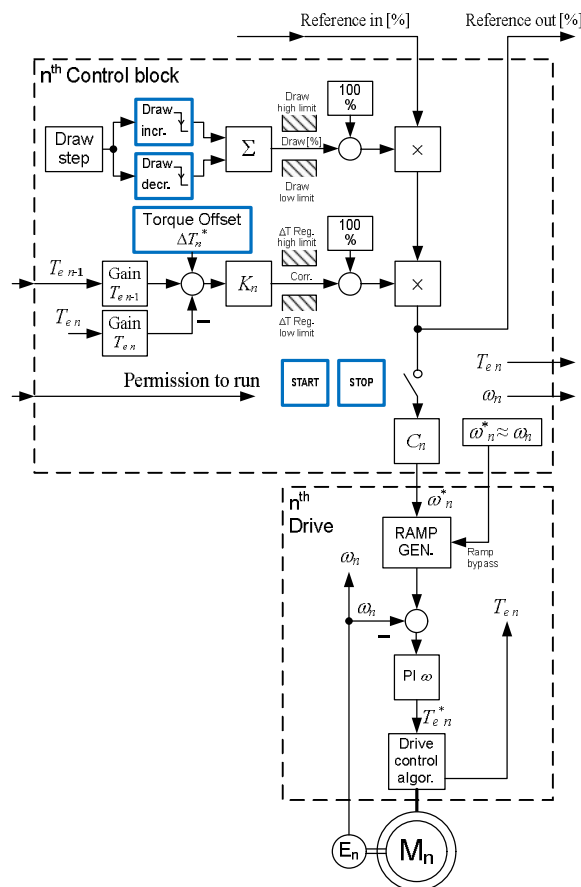 Reference in [%]
Reference out [%]
nth Control block
Draw
step
Draw
incr.
Draw
decr.
Σ
Draw
high limit
Draw [%]
Draw
low limit
100
%
×
Torque Offset
ΔTn*
Te n-1
Gain
Te n-1
Te n
Gain
Te n
−
Kn
ΔT Reg.
high limit
Corr.
ΔT Reg.
low limit
100
%
×
Permission to run
START
STOP
Te n
ωn
Cn
ω*n ≈ ωn
ω*n
nth
Drive
RAMP
GEN.
Ramp
bypass
ωn
ωn
−
Te n
PI ω
Te n*
Drive
control
algor.
En
Mn